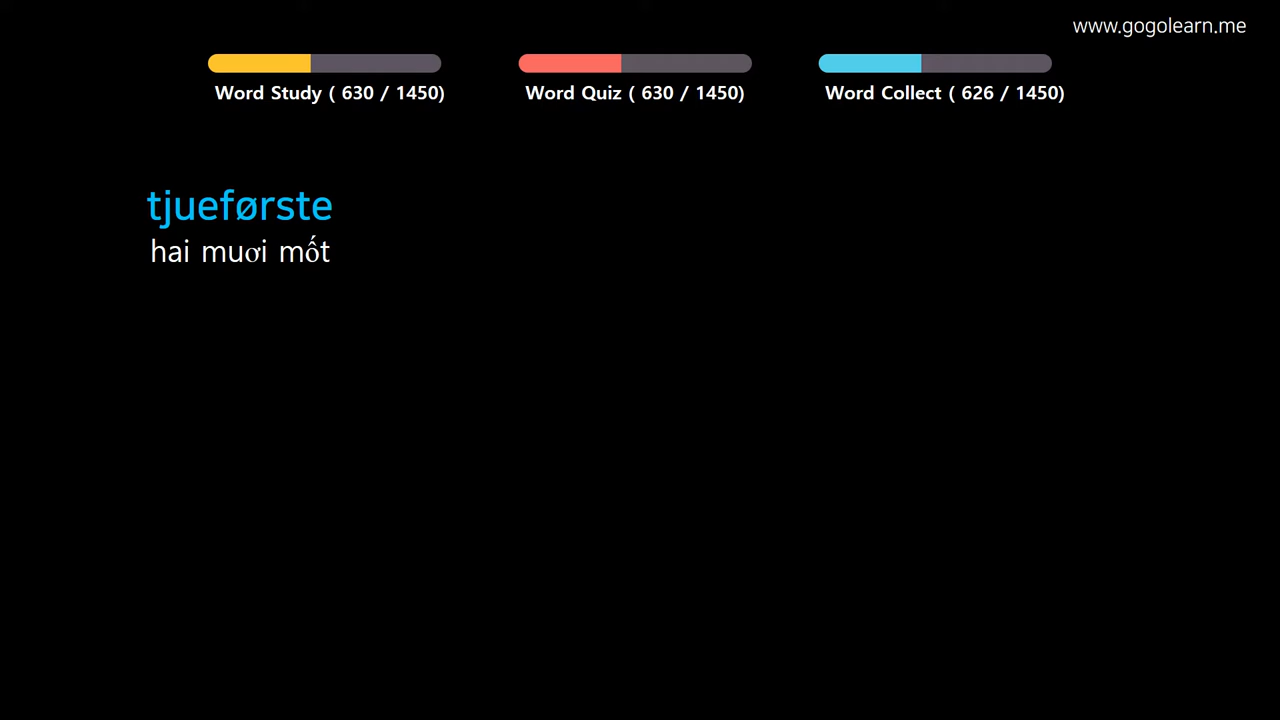 www.gogolearn.me
Word Study ( 630 / 1450)
Word Quiz ( 630 / 1450)
Word Collect ( 626 / 1450)
tjueførste
hai mươi mốt